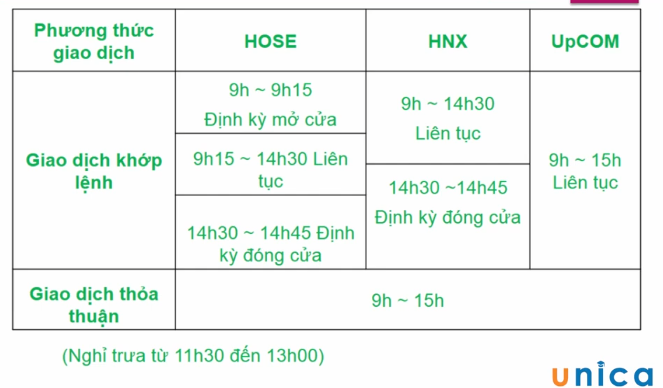 Phương thức
giao dịch
HOSE
HNX
UpCOM
Giao dịch khớp
lệnh
9h ~ 9h15
Định kỳ mở cửa
9h15 ~ 14h30 Liên
tục
14h30 ~ 14h45 Định
kỳ đóng cửa
9h ~ 14h30
Liên tục
14h30 ~14h45
Định kỳ đóng cửa
9h ~ 15h
Liên tục
Giao dịch thỏa
thuận
9h ~ 15h
(Nghỉ trưa từ 11h30 đến 13h00)
unica